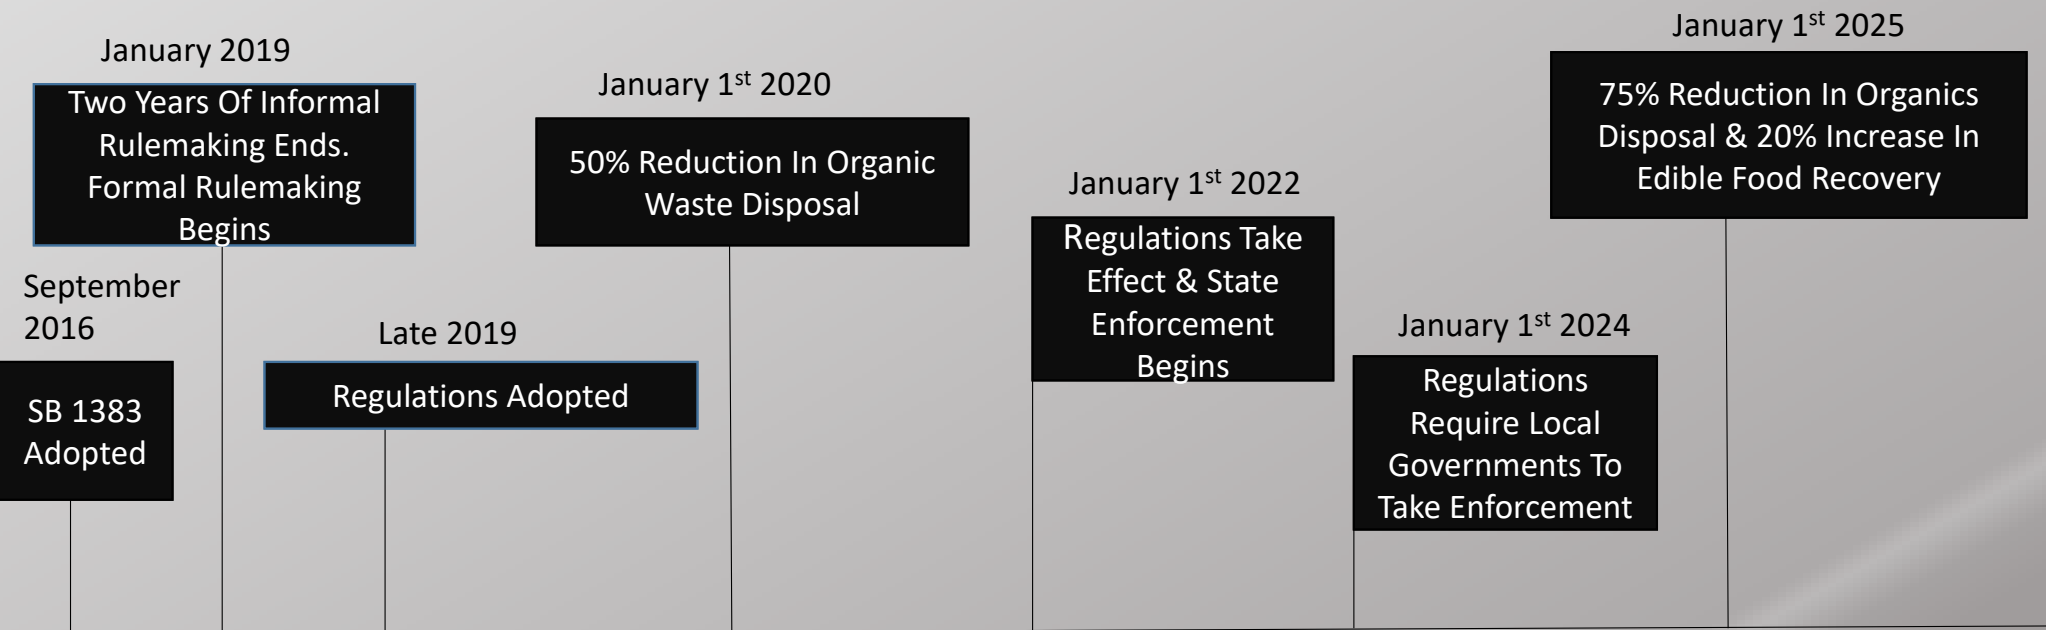 January 2019
Two Years Of Informal
Rulemaking Ends.
Formal Rulemaking
Begins
September
2016
SB 1383
Adopted
Late 2019
Regulations Adopted
January 1st 2020
50% Reduction In Organic
Waste Disposal
January 1st 2022
Regulations Take
Effect & State
Enforcement
Begins
January 1st 2024
Regulations
Require Local
Governments To
Take Enforcement
January 1st 2025
75% Reduction In Organics
Disposal & 20% Increase In
Edible Food Recovery